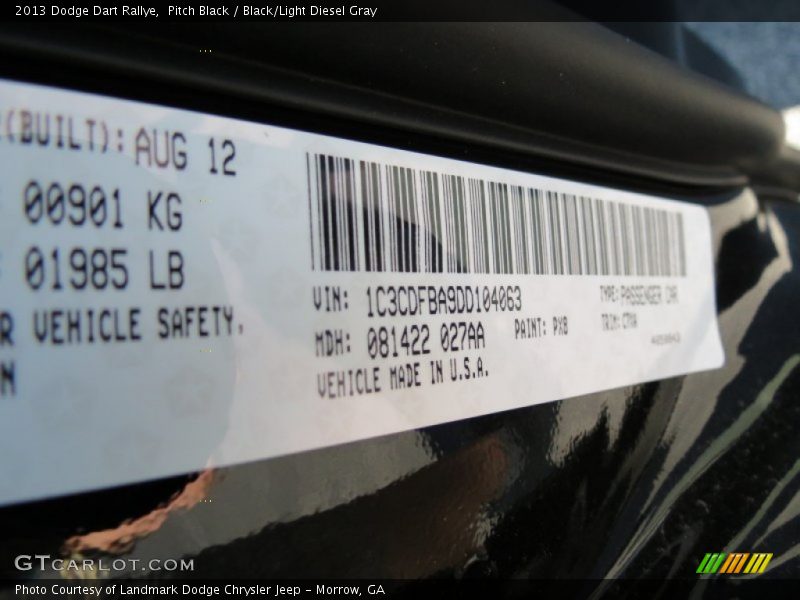 2013 Dodge Dart Rallye, Pitch Black / Black/Light Diesel Gray
(BUILT): AUG 12
00901 KG
01985 LB
R VEHICLE SAFETY.
N
VIN: 1C3CDFBA9DD104063
MDH: 081422 027AA
PAINT: PX8
VEHICLE MADE IN U.S.A.
TYPE: PASSENGER CAR
TRIM:
GTCARLOT.COM
Photo Courtesy of Landmark Dodge Chrysler Jeep – Morrow, GA